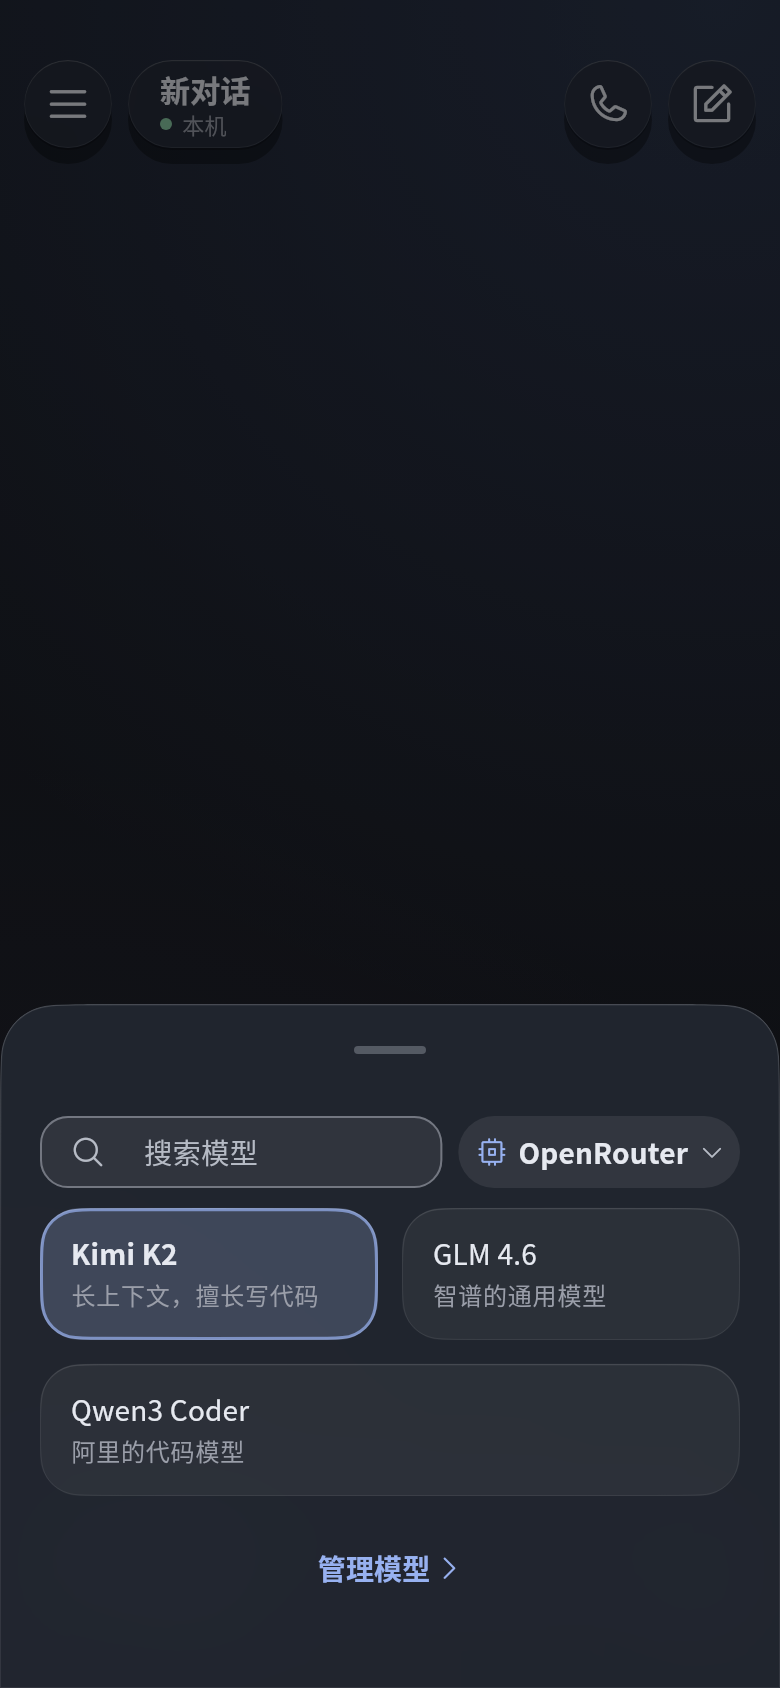 新对话
本机
搜索模型
OpenRouter
Kimi K2
长上下文，擅长写代码
GLM 4.6
智谱的通用模型
Qwen3 Coder
阿里的代码模型
管理模型